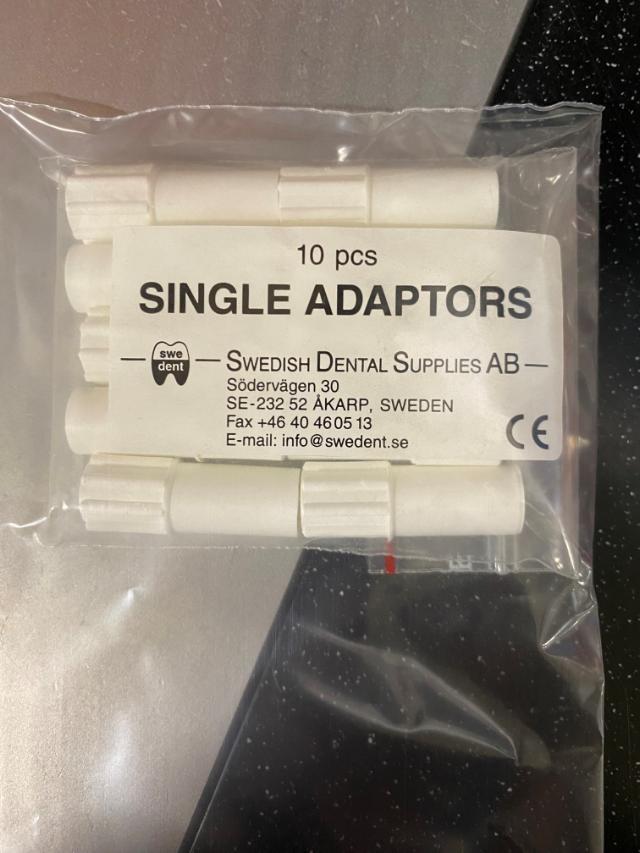 10 pcs
SINGLE ADAPTORS
swe
dent
SWEDISH DENTAL SUPPLIES AB
Södervägen 30
SE-232 52 ÅKARP, SWEDEN
Fax +46 40 46 05 13
E-mail: info@swedent.se
CE